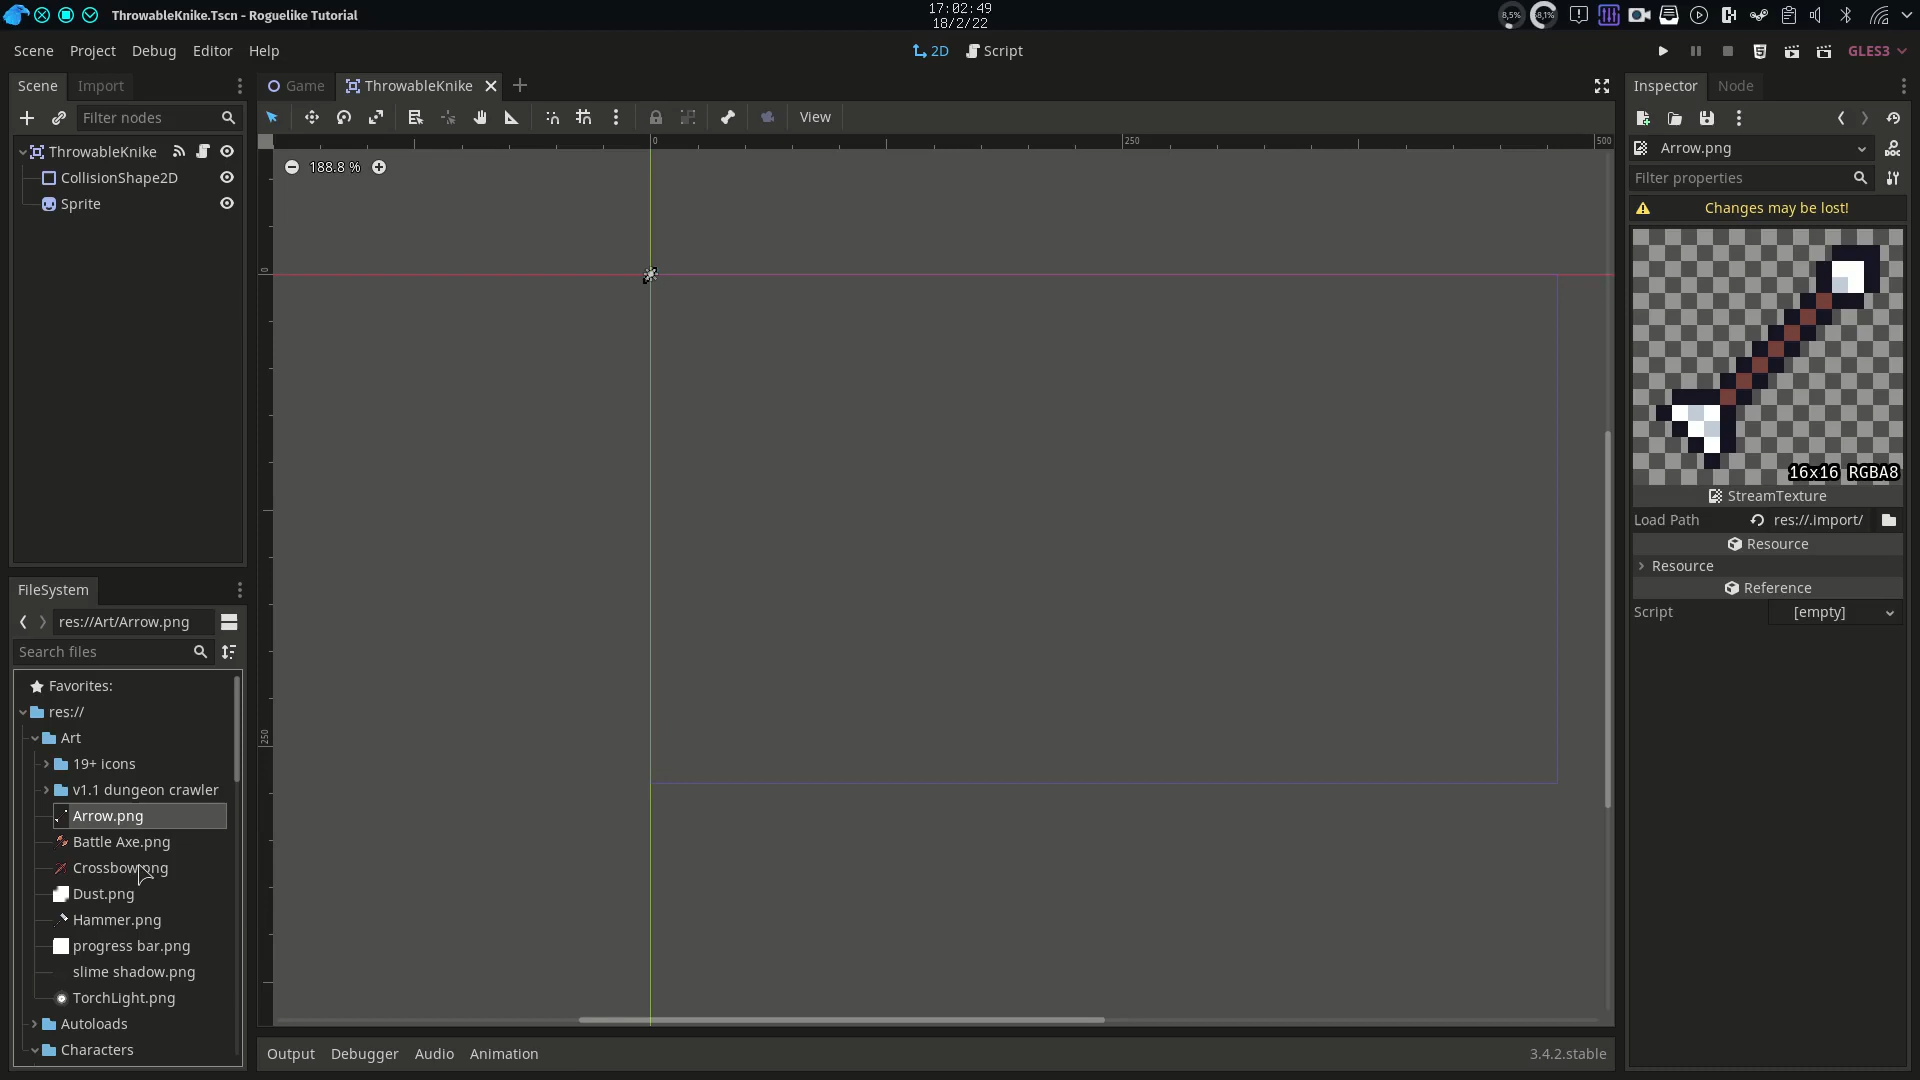 ThrowableKnike.Tscn - Roguelike Tutorial
17:02:49
18/2/22
8,5%
Scene Project Debug Editor Help
2D Script
GLES3
Scene Import
Filter nodes
ThrowableKnike
CollisionShape2D
Sprite
Game ThrowableKnike
View
0 250 500
188.8 %
0
250
FileSystem
res://Art/Arrow.png
Search files
Favorites:
res://
Art
19+ icons
v1.1 dungeon crawler
Arrow.png
Battle Axe.png
Crossbow.png
Dust.png
Hammer.png
progress bar.png
slime shadow.png
TorchLight.png
Autoloads
Characters
Output Debugger Audio Animation
3.4.2.stable
Inspector Node
Arrow.png
DOC
Filter properties
Changes may be lost!
16x16 RGBA8
StreamTexture
Load Path res://.import/
Resource
Resource
Reference
Script [empty]